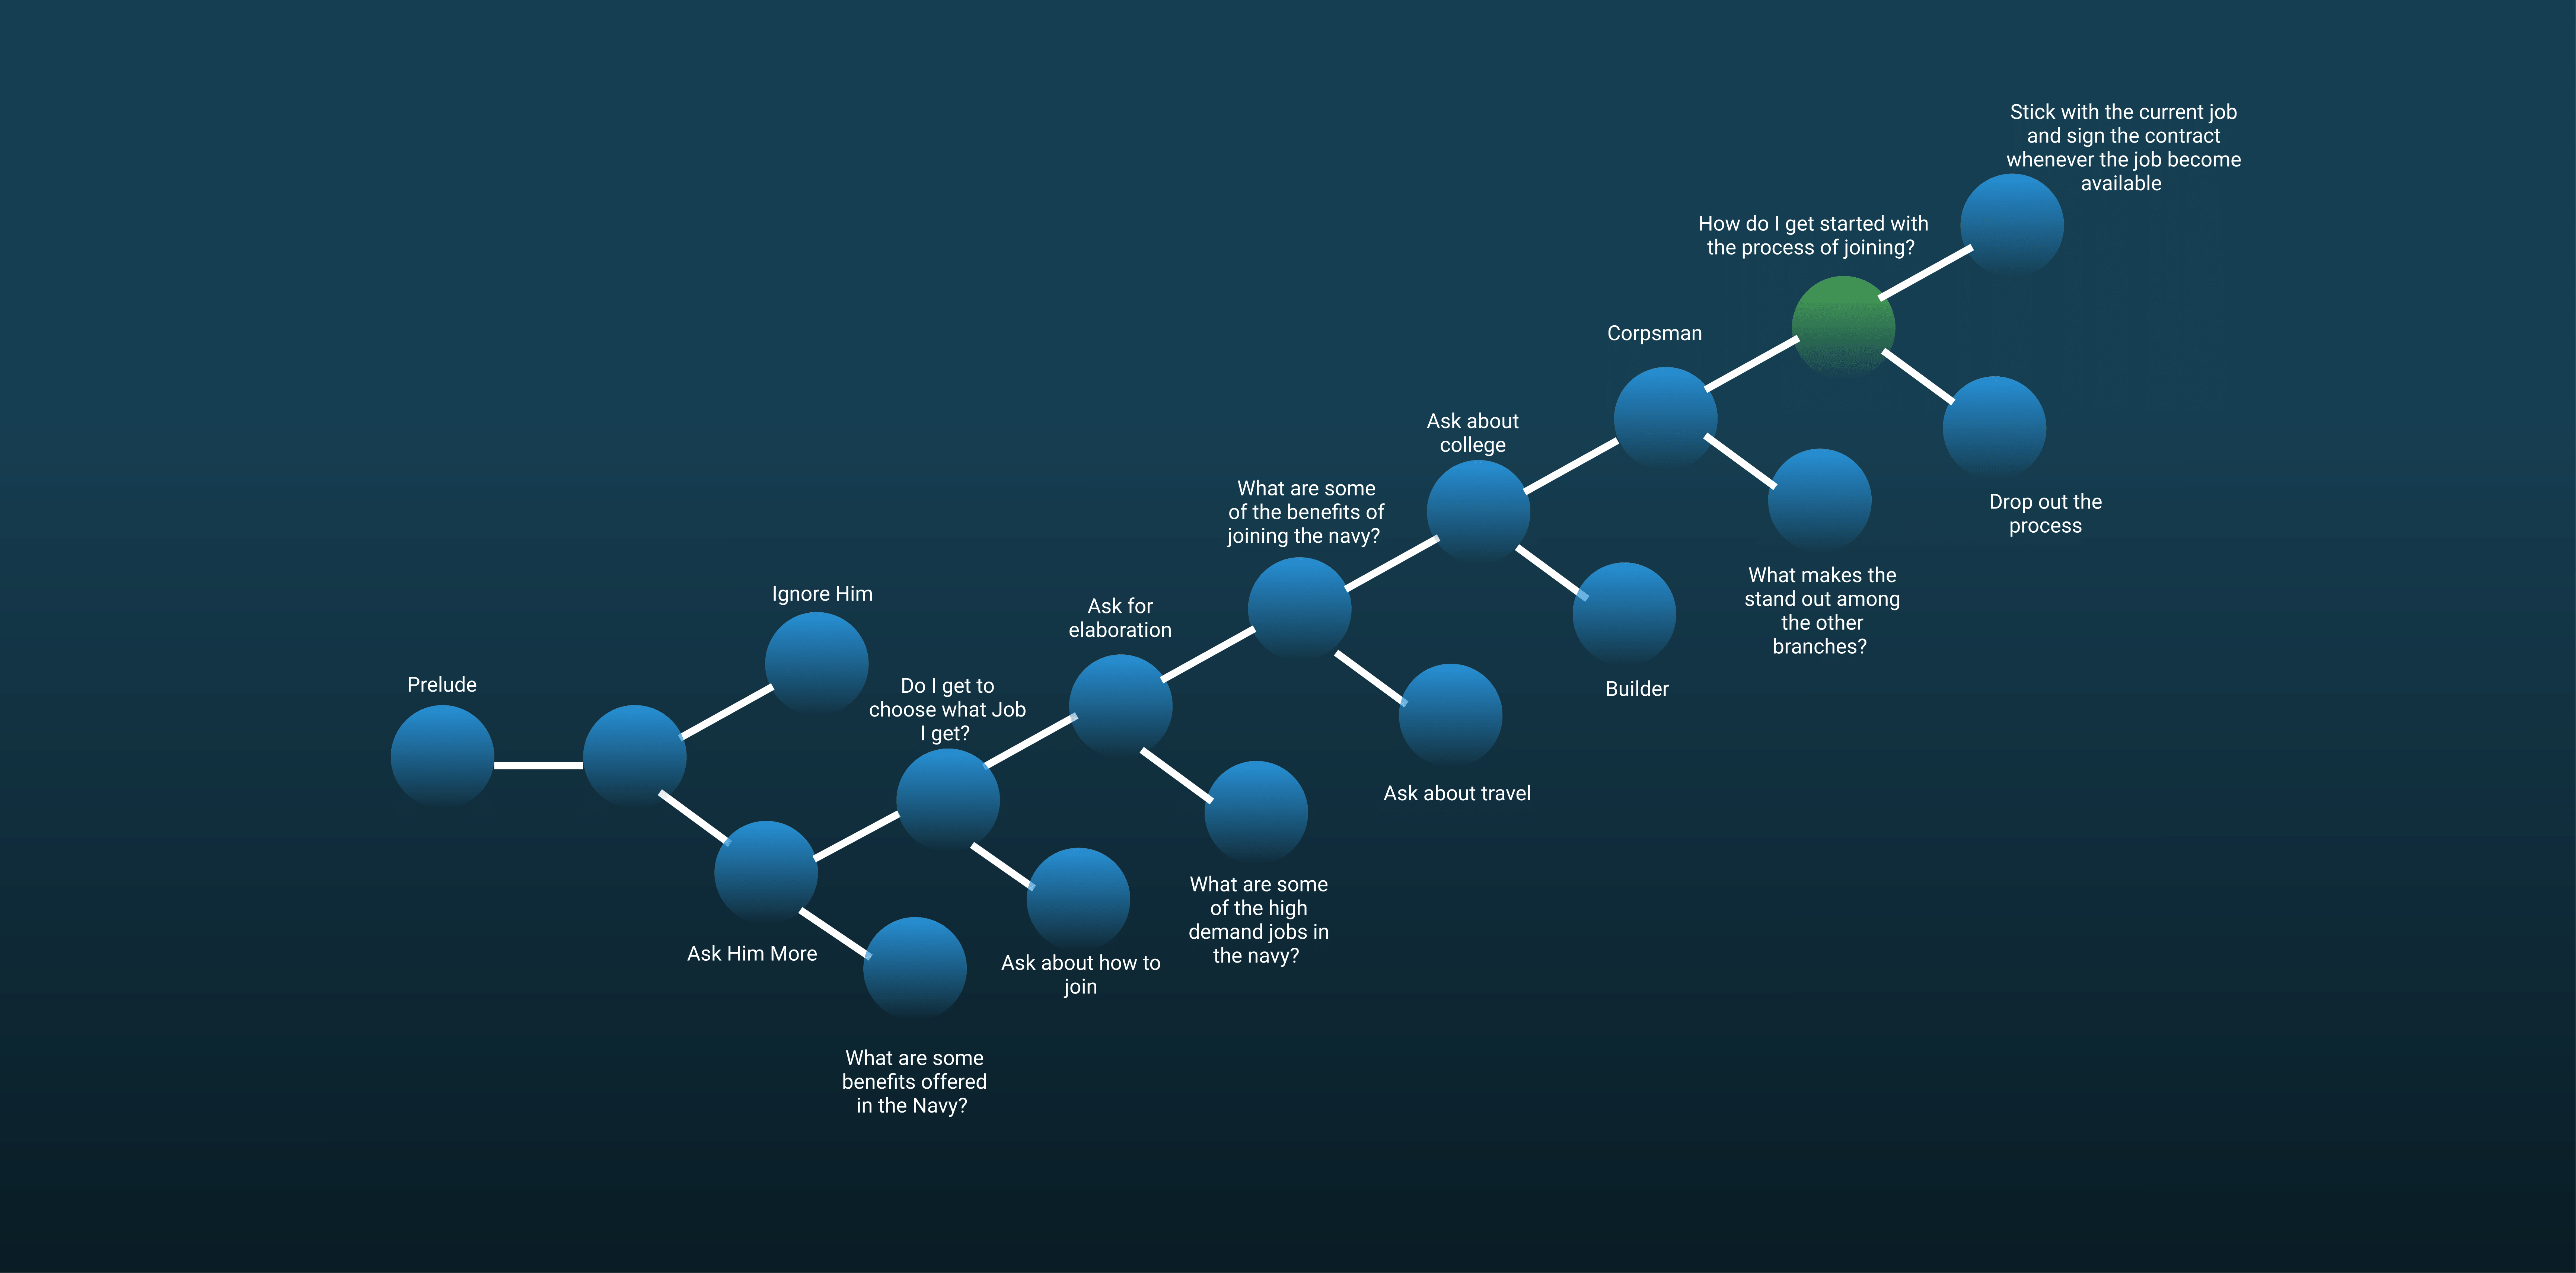 Stick with the current job
and sign the contract
whenever the job become
available
How do I get started with
the process of joining?
Corpsman
Ask about
college
What are some
of the benefits of
joining the navy?
Drop out the
process
What makes the
stand out among
the other
branches?
Ignore Him
Ask for
elaboration
Prelude
Do I get to
choose what Job
I get?
Builder
Ask about travel
What are some
of the high
demand jobs in
the navy?
Ask Him More
Ask about how to
join
What are some
benefits offered
in the Navy?